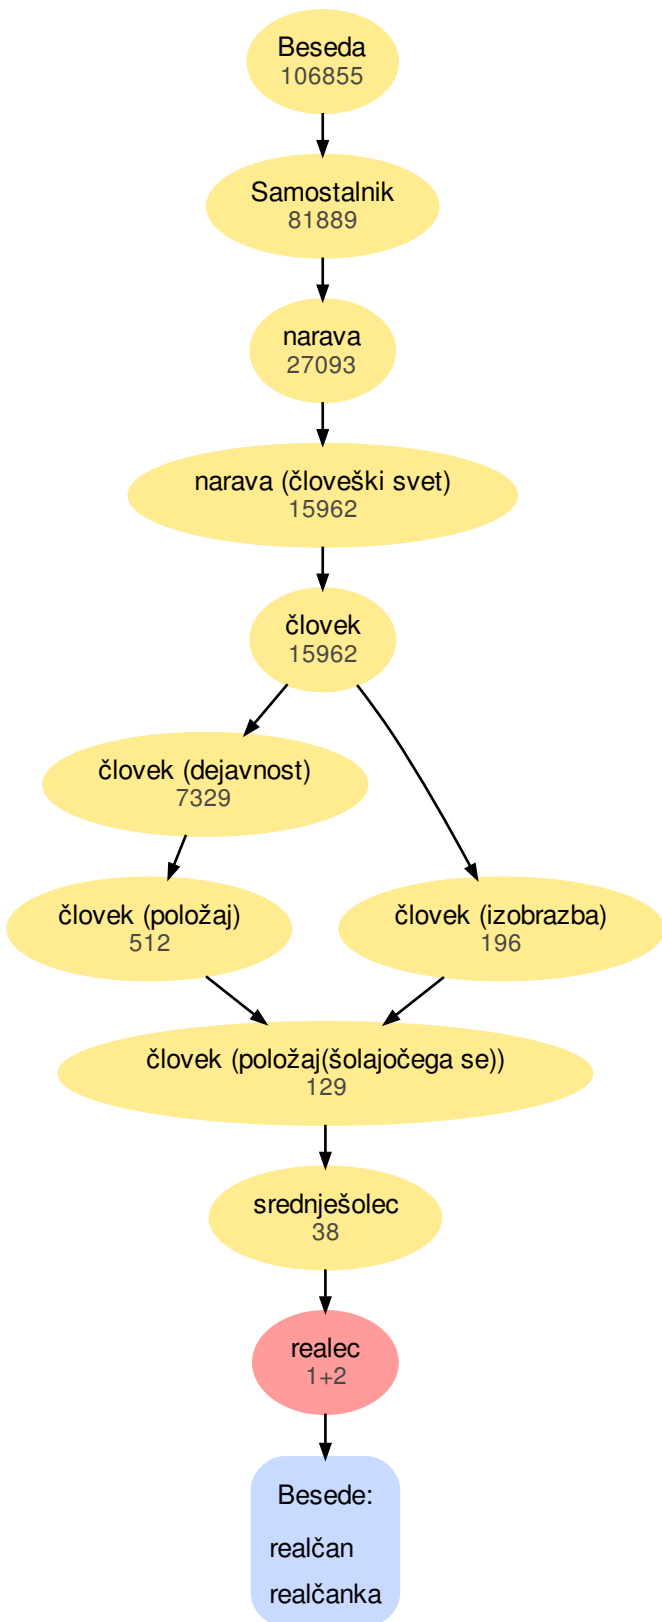 Beseda
106855
Samostalnik
81889
narava
27093
narava (človeški svet)
15962
človek
15962
človek (dejavnost)
7329
človek (položaj)
512
človek (izobrazba)
196
človek (položaj(šolajočega se))
129
srednješolec
38
realec
1+2
Besede:
realčan
realčanka